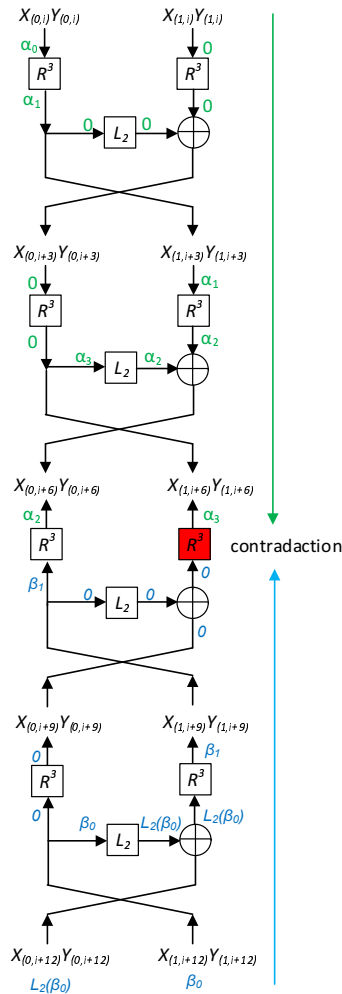 X(0,i)Y(0,i) X(1,i)Y(1,i)
α0 0
R³ R³
α1 0
0 L2 0
X(0,i+3)Y(0,i+3) X(1,i+3)Y(1,i+3)
0 α1
R³ R³
0 α2
α3 L2 α2
X(0,i+6)Y(0,i+6) X(1,i+6)Y(1,i+6)
α2 α3
R³ R³ contradaction
β1 0
0 L2 0
0
X(0,i+9)Y(0,i+9) X(1,i+9)Y(1,i+9)
0 β1
R³ R³
0 L2(β0)
β0 L2 L2(β0)
X(0,i+12)Y(0,i+12) X(1,i+12)Y(1,i+12)
L2(β0) β0